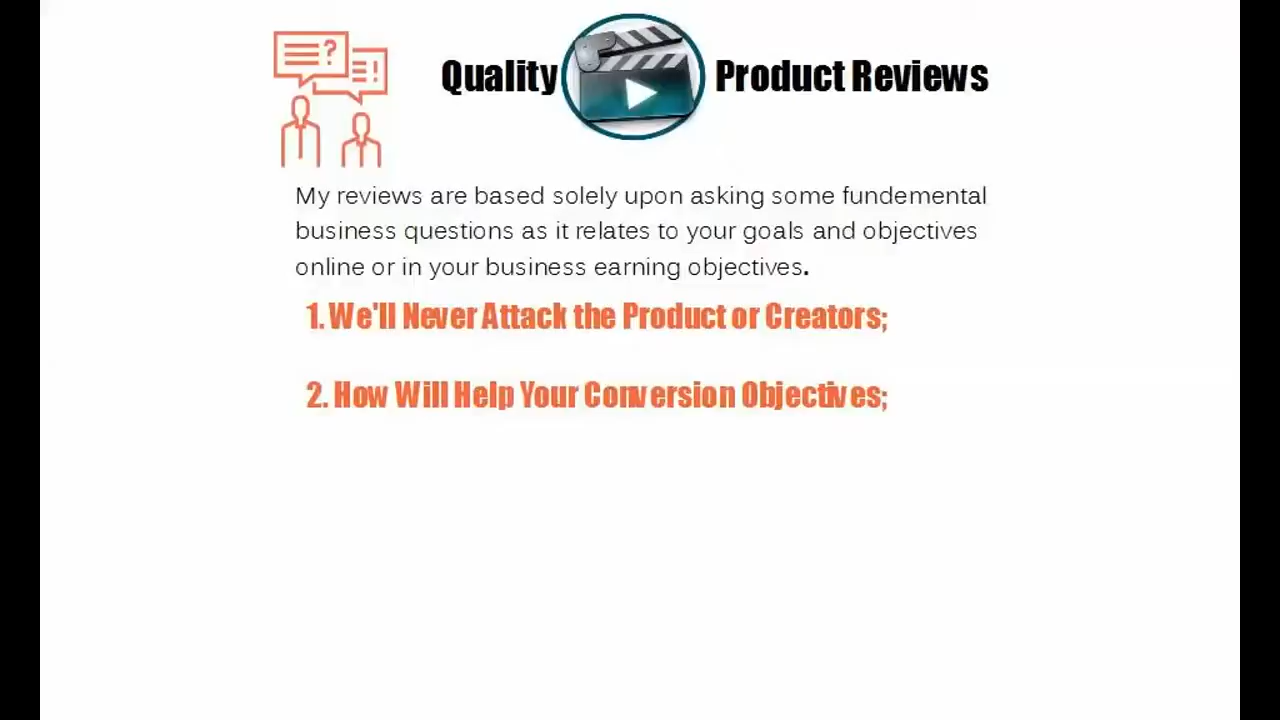 Quality Product Reviews
My reviews are based solely upon asking some fundemental
business questions as it relates to your goals and objectives
online or in your business earning objectives.
1. We'll Never Attack the Product or Creators;
2. How Will Help Your Conversion Objectives;